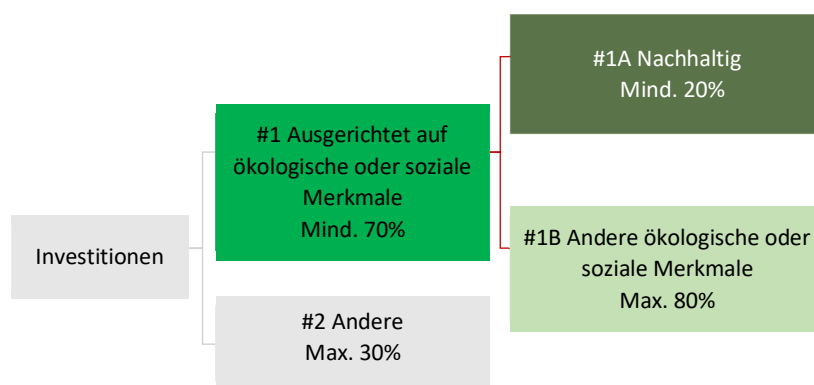 Investitionen
#1 Ausgerichtet auf
ökologische oder soziale
Merkmale
Mind. 70%
#2 Andere
Max. 30%
#1A Nachhaltig
Mind. 20%
#1B Andere ökologische oder
soziale Merkmale
Max. 80%